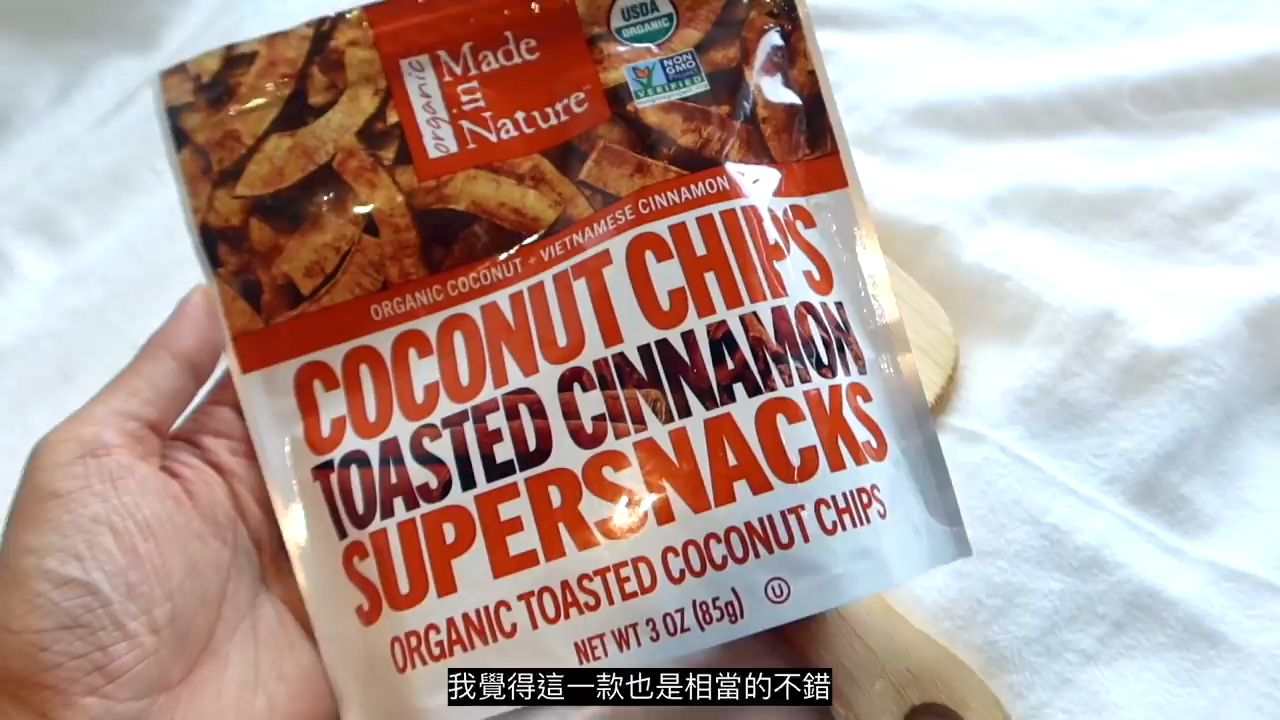 USDA
ORGANIC
organic
Made
in
Nature
NON
GMO
VERIFIED
ORGANIC COCONUT + VIETNAMESE CINNAMON
COCONUT CHIPS
TOASTED CINNAMON
SUPERSNACKS
ORGANIC TOASTED COCONUT CHIPS
NET WT 3 OZ (85g)
U
我覺得這一款也是相當的不錯